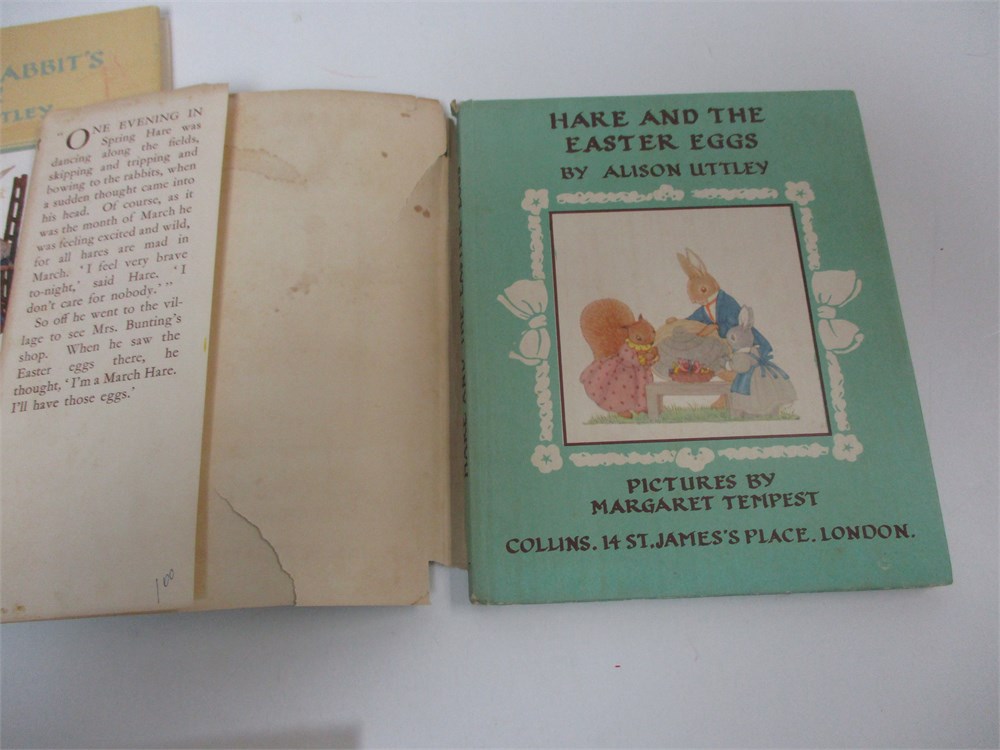 ABBIT'S
TLEY
"ONE EVENING IN
Spring Hare was
dancing along the fields,
skipping and tripping and
bowing to the rabbits, when
a sudden thought came into
his head. Of course, as it
was the month of March he
was feeling excited and wild,
for all hares are mad in
March. 'I feel very brave
to-night,' said Hare. 'I
don't care for nobody.'"
So off he went to the vil-
lage to see Mrs. Bunting's
shop. When he saw the
Easter eggs there, he
thought, 'I'm a March Hare.
I'll have those eggs.'
1 00
HARE AND THE
EASTER EGGS
BY ALISON UTTLEY
PICTURES BY
MARGARET TEMPEST
COLLINS. 14 ST. JAMES'S PLACE. LONDON.